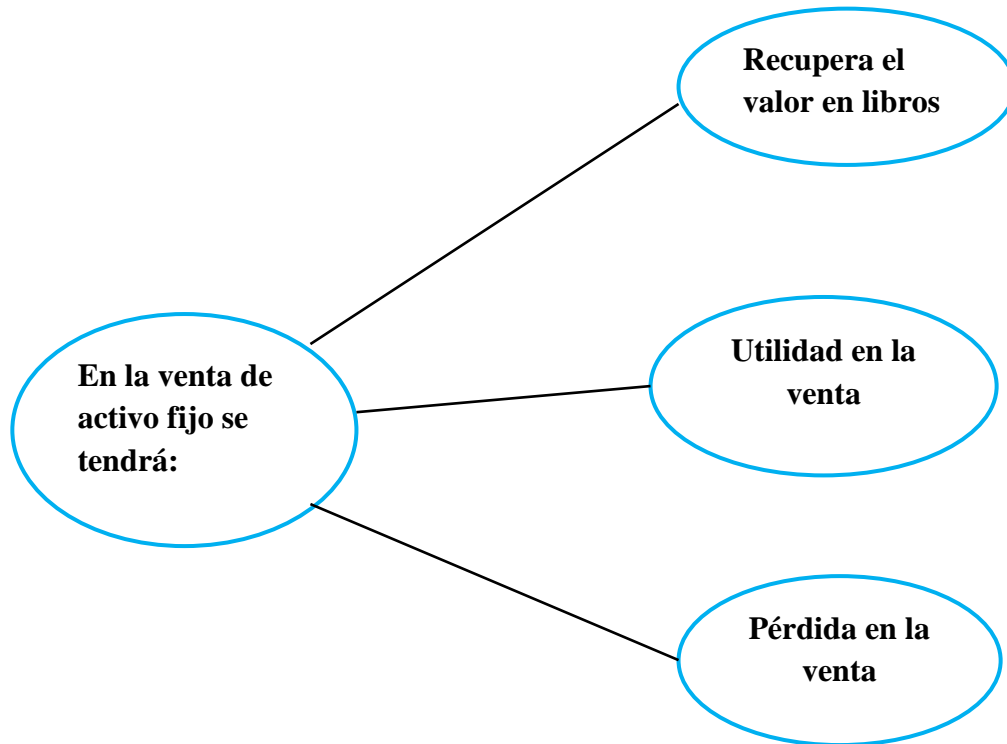 Recupera el
valor en libros
Utilidad en la
venta
En la venta de
activo fijo se
tendrá:
Pérdida en la
venta